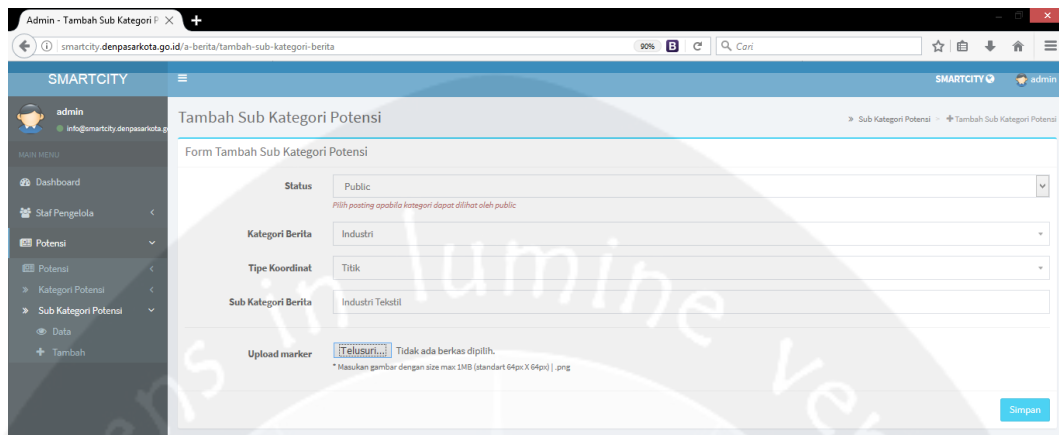 Admin - Tambah Sub Kategori P
smartcity.denpasarkota.go.id/a-berita/tambah-sub-kategori-berita
90%
B
Cari
SMARTCITY
SMARTCITY
admin
admin
info@smartcity.denpasarkota.g
Tambah Sub Kategori Potensi
» Sub Kategori Potensi
Tambah Sub Kategori Potensi
MAIN MENU
Dashboard
Staf Pengelola
Potensi
Potensi
» Kategori Potensi
» Sub Kategori Potensi
Data
+ Tambah
Form Tambah Sub Kategori Potensi
Status
Public
Pilih posting apabila kategori dapat dilihat oleh public
Kategori Berita
Industri
Tipe Koordinat
Titik
Sub Kategori Berita
Industri Tekstil
Upload marker
Telusuri... Tidak ada berkas dipilih.
* Masukan gambar dengan size max 1MB (standart 64px X 64px) | .png
Simpan
in lumine